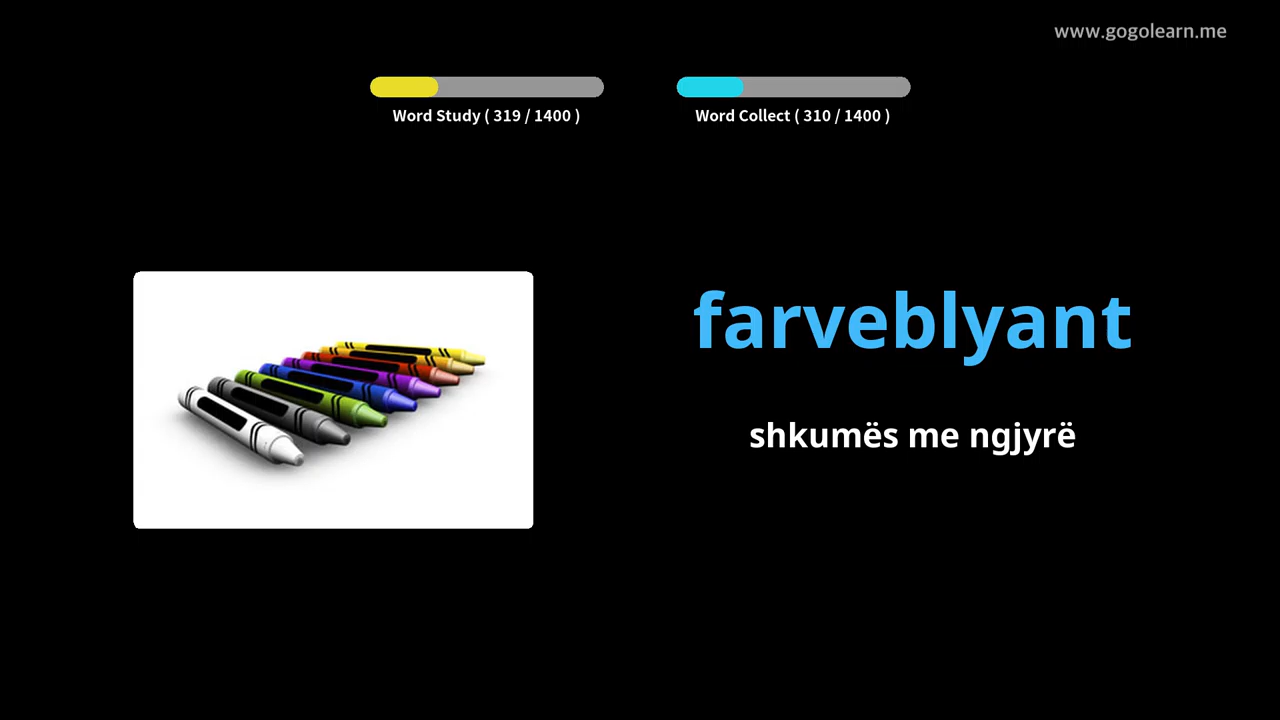 www.gogolearn.me
Word Study ( 319 / 1400 )
Word Collect ( 310 / 1400 )
farveblyant
shkumës me ngjyrë